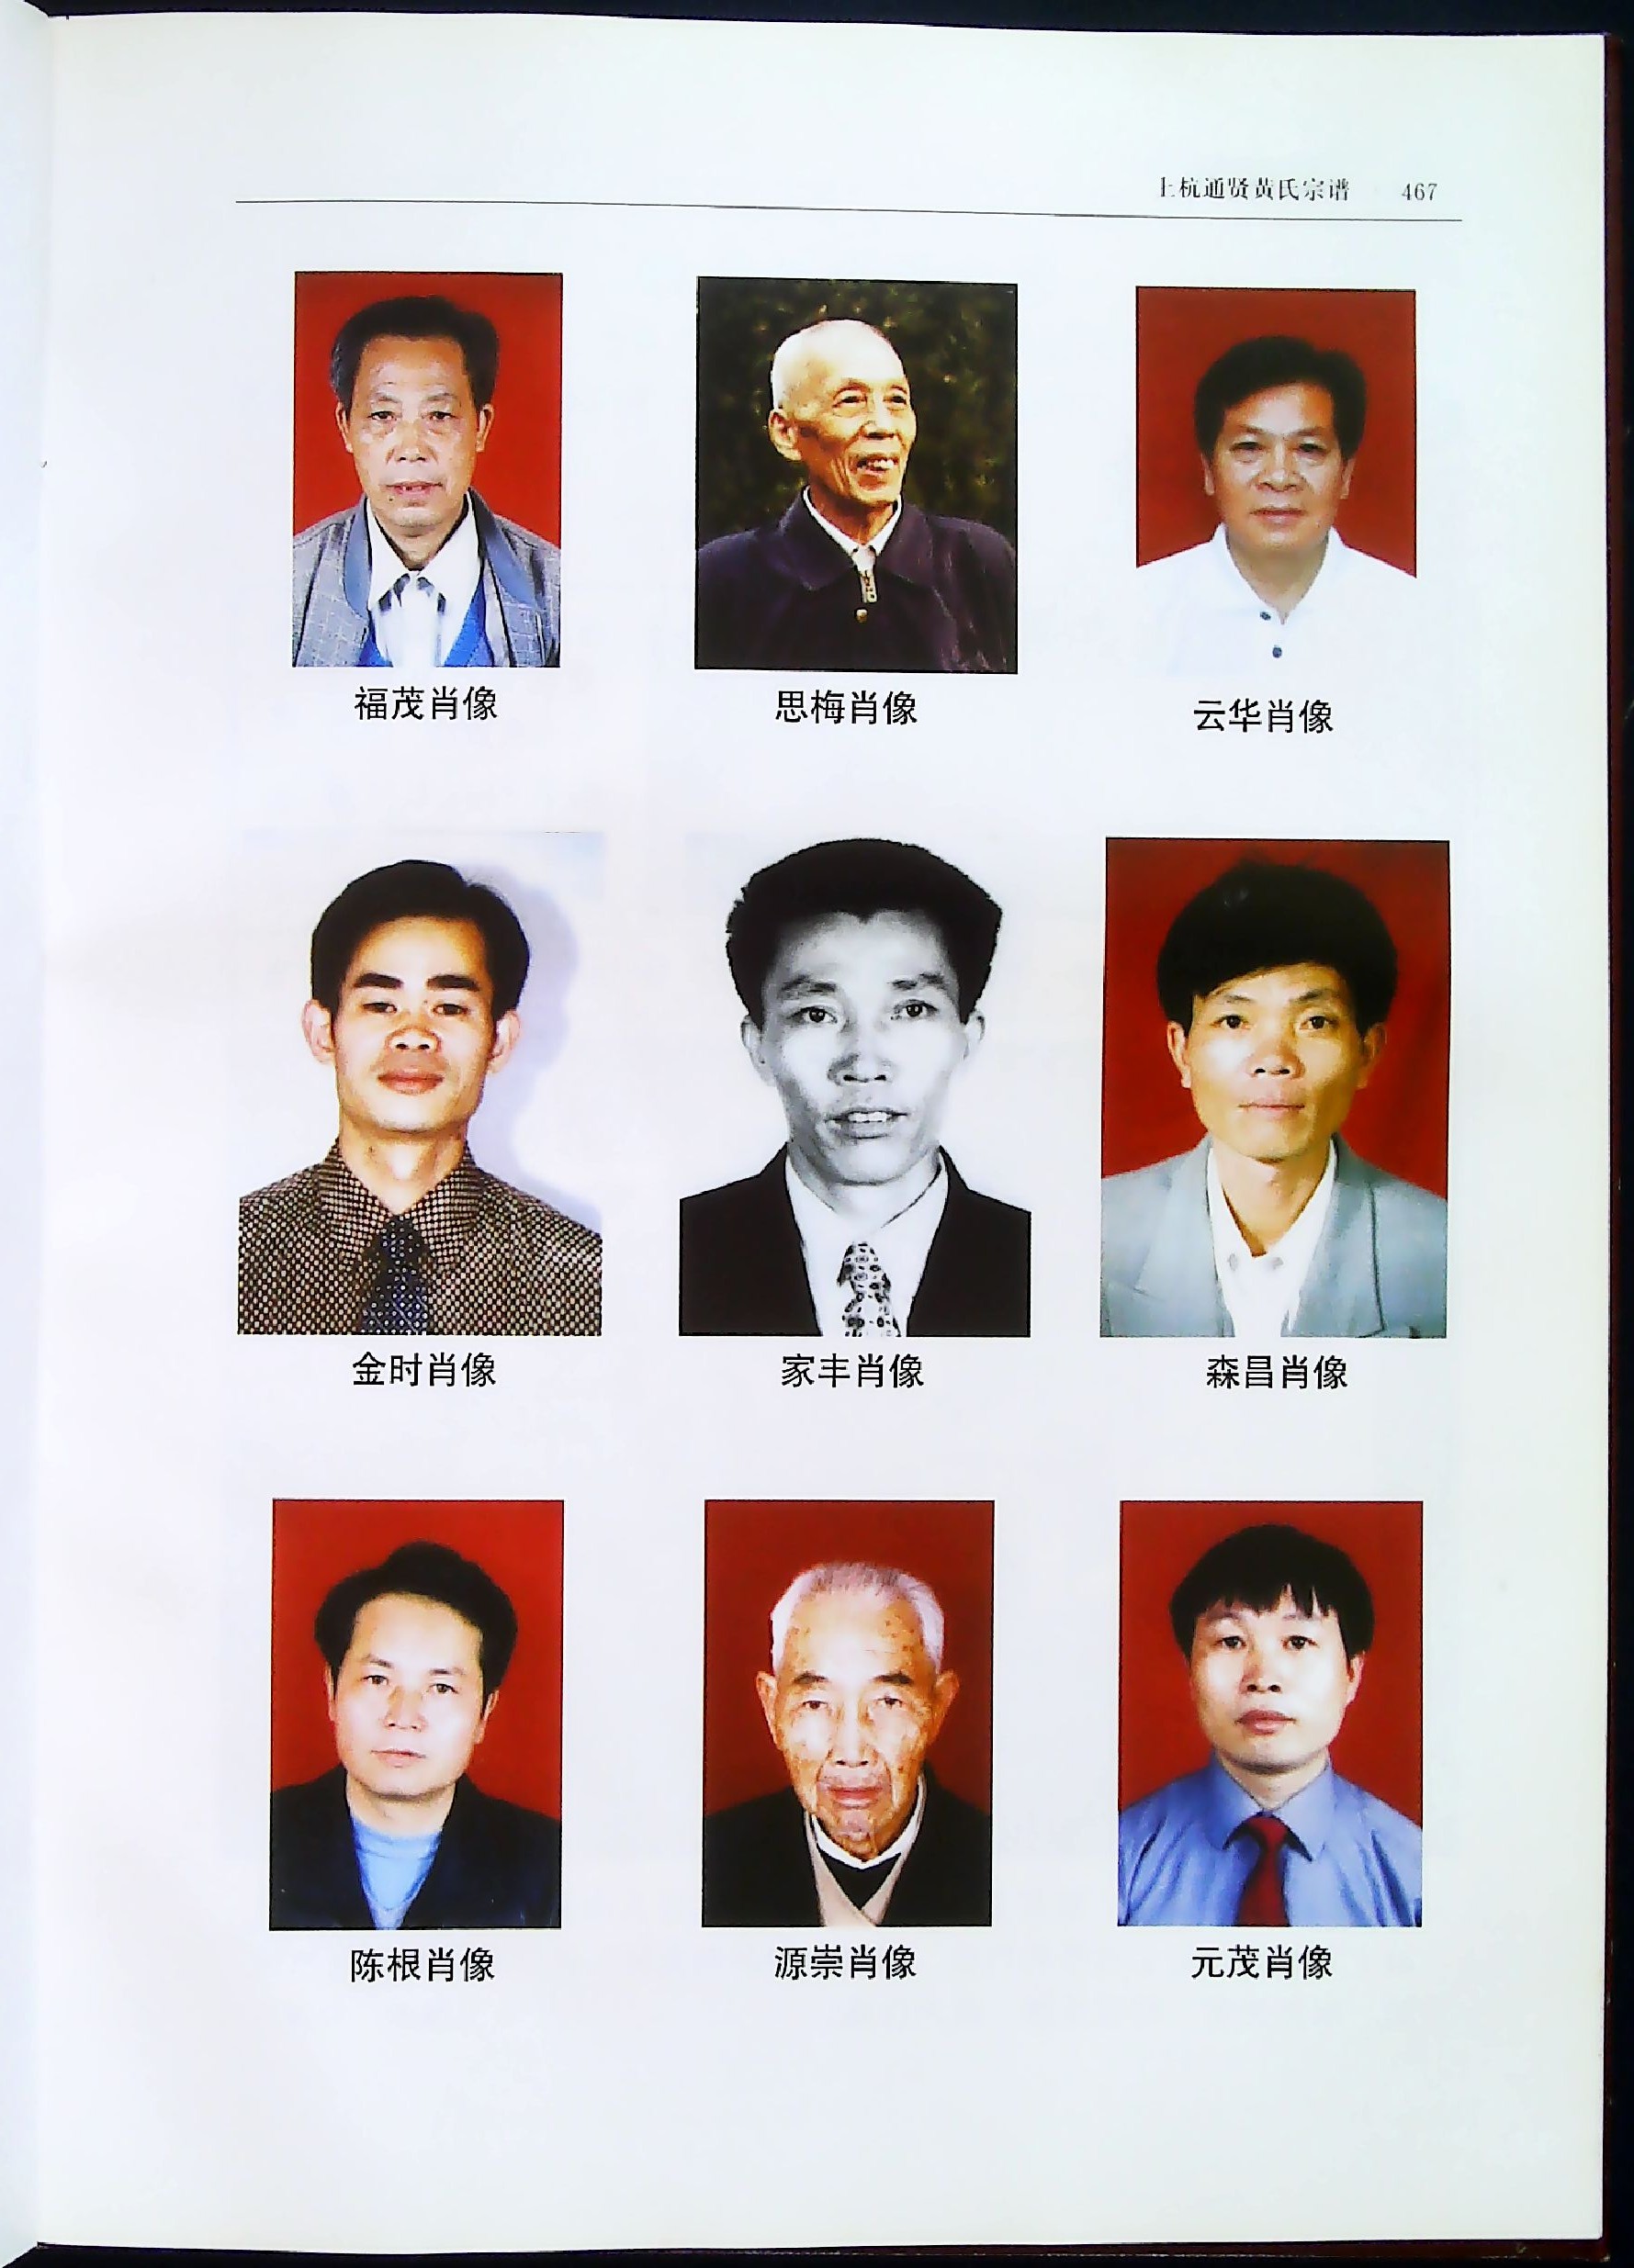 上杭通贤黄氏宗谱 467
福茂肖像 思梅肖像 云华肖像
金时肖像 家丰肖像 森昌肖像
陈根肖像 源崇肖像 元茂肖像